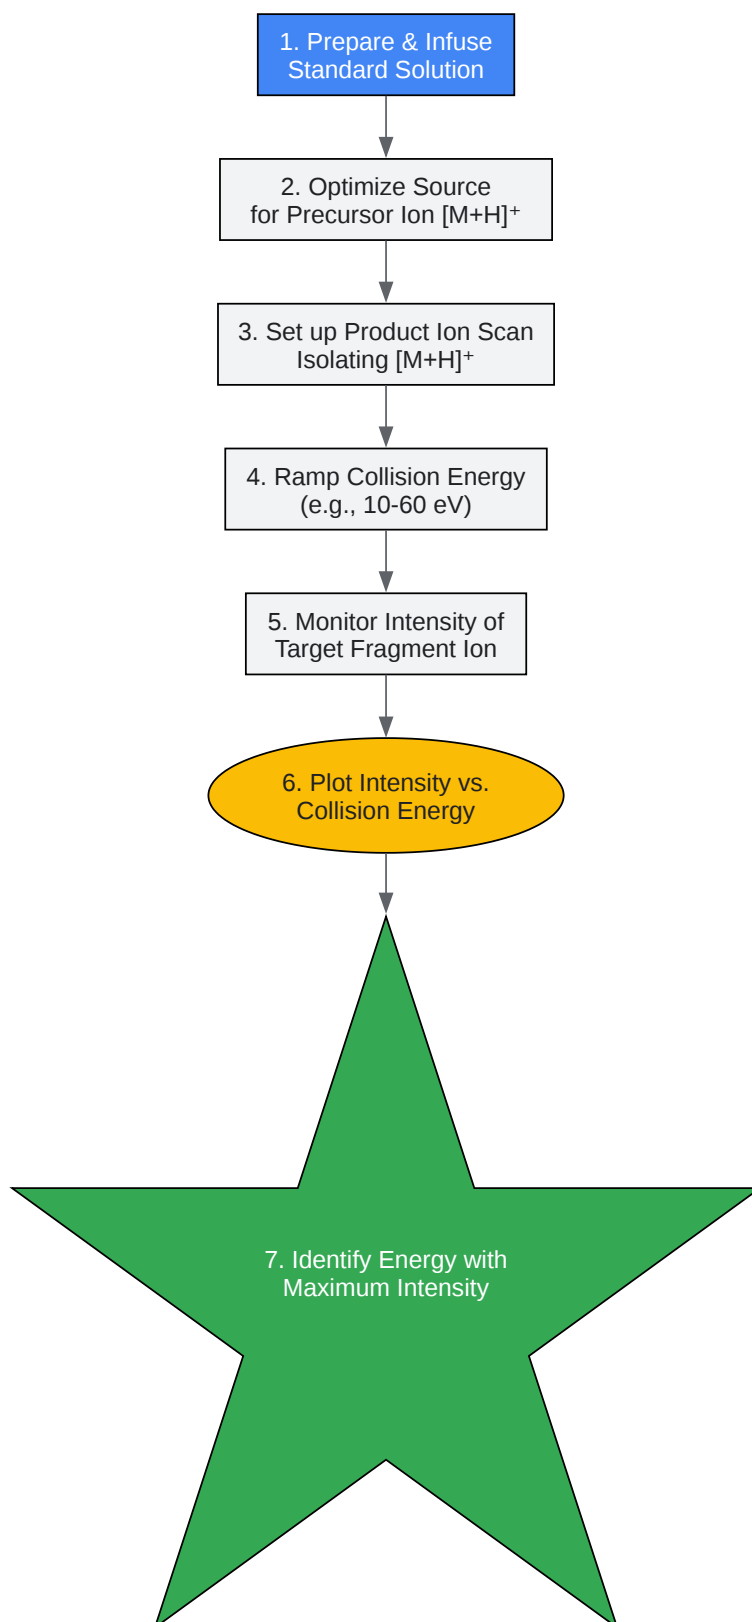 1. Prepare & Infuse
Standard Solution
2. Optimize Source
for Precursor Ion [M+H]⁺
3. Set up Product Ion Scan
Isolating [M+H]⁺
4. Ramp Collision Energy
(e.g., 10-60 eV)
5. Monitor Intensity of
Target Fragment Ion
6. Plot Intensity vs.
Collision Energy
7. Identify Energy with
Maximum Intensity